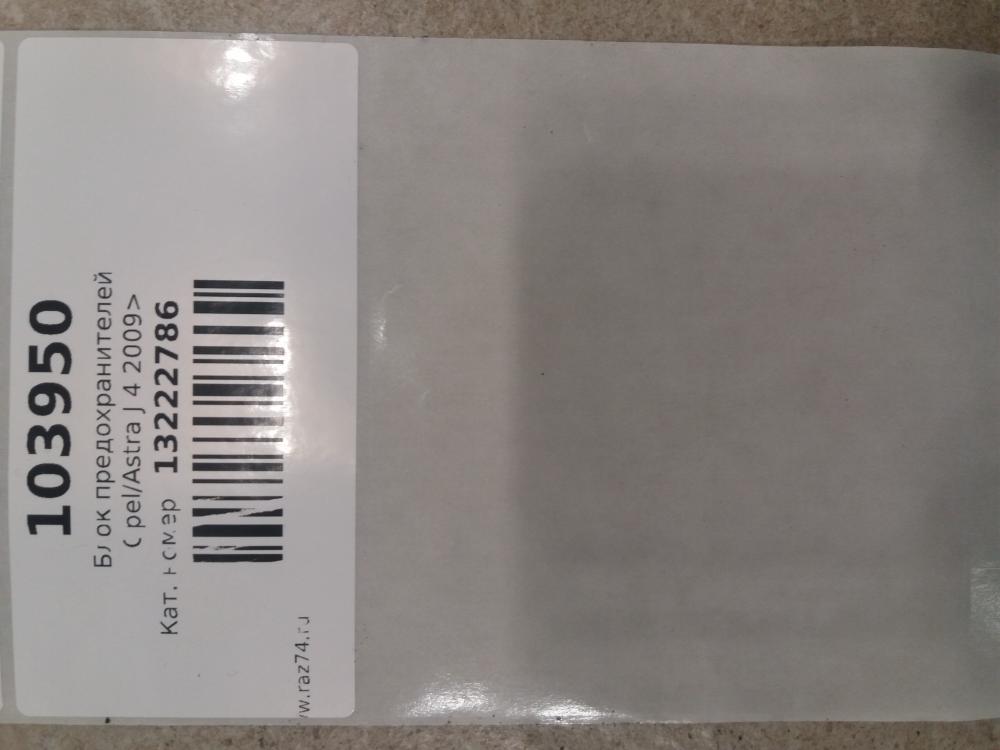 103950
Блок предохранителей
Opel/Astra J 4 2009>
Кат. номер 13222786
w.raz74.ru